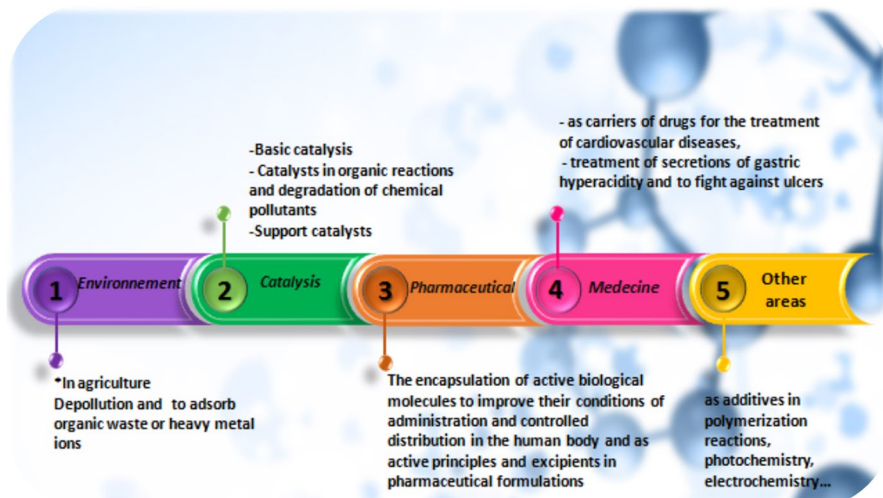 - as carriers of drugs for the treatment
of cardiovascular diseases,
- treatment of secretions of gastric
hyperacidity and to fight against ulcers
-Basic catalysis
- Catalysts in organic reactions
and degradation of chemical
pollutants
-Support catalysts
1 Environnement
2 Catalysis
3 Pharmaceutical
4 Medecine
5 Other
areas
*In agriculture
Depollution and to adsorb
organic waste or heavy metal
ions
The encapsulation of active biological
molecules to improve their conditions of
administration and controlled
distribution in the human body and as
active principles and excipients in
pharmaceutical formulations
as additives in
polymerization
reactions,
photochemistry,
electrochemistry...